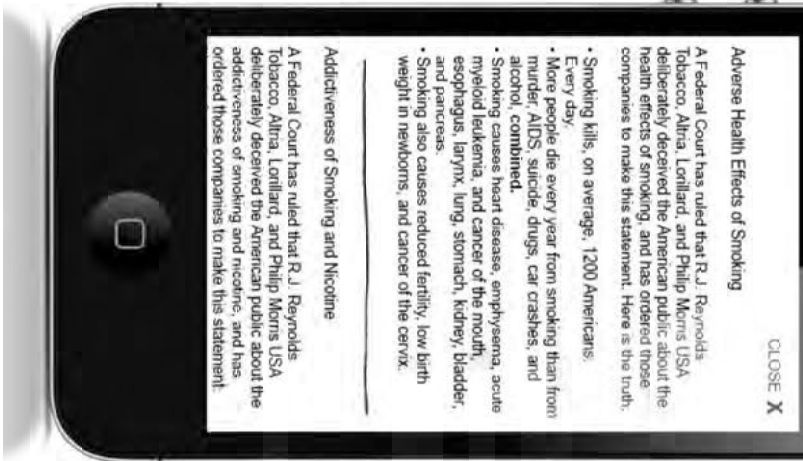 CLOSE X
Adverse Health Effects of Smoking
A Federal Court has ruled that R.J. Reynolds
Tobacco, Altria, Lorillard, and Philip Morris USA
deliberately deceived the American public about the
health effects of smoking, and has ordered those
companies to make this statement. Here is the truth:
• Smoking kills, on average, 1200 Americans.
Every day.
• More people die every year from smoking than from
murder, AIDS, suicide, drugs, car crashes, and
alcohol, combined.
• Smoking causes heart disease, emphysema, acute
myeloid leukemia, and cancer of the mouth,
esophagus, larynx, lung, stomach, kidney, bladder,
and pancreas.
• Smoking also causes reduced fertility, low birth
weight in newborns, and cancer of the cervix.
Addictiveness of Smoking and Nicotine
A Federal Court has ruled that R.J. Reynolds
Tobacco, Altria, Lorillard, and Philip Morris USA
deliberately deceived the American public about the
addictiveness of smoking and nicotine, and has
ordered those companies to make this statement.